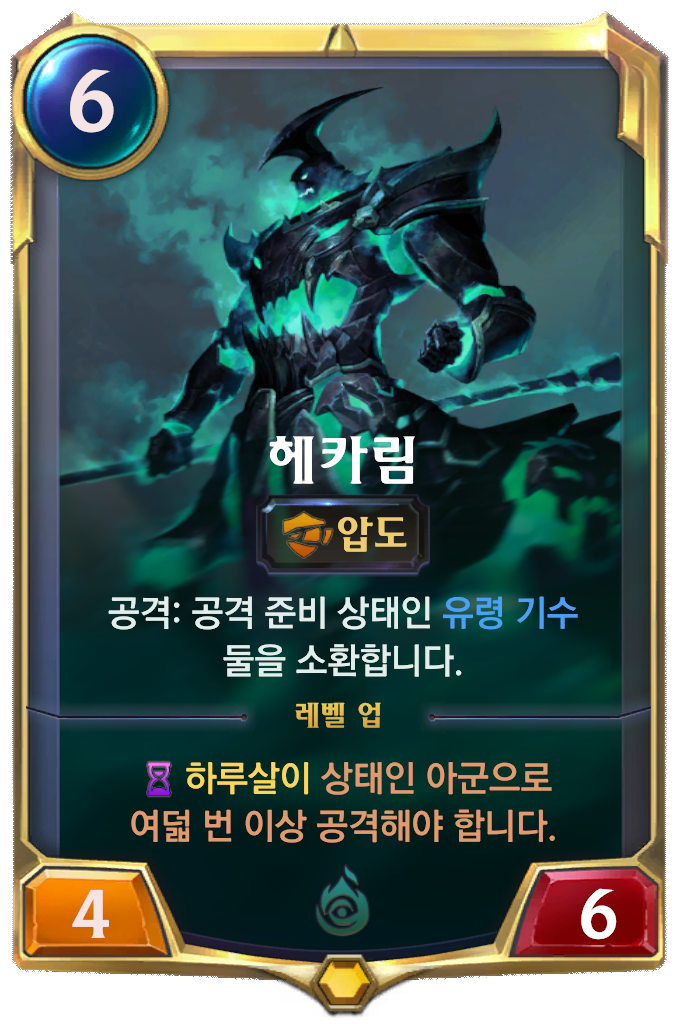 6
헤카림
압도
공격: 공격 준비 상태인 유령 기수
둘을 소환합니다.
레벨 업
하루살이 상태인 아군으로
여덟 번 이상 공격해야 합니다.
4
6